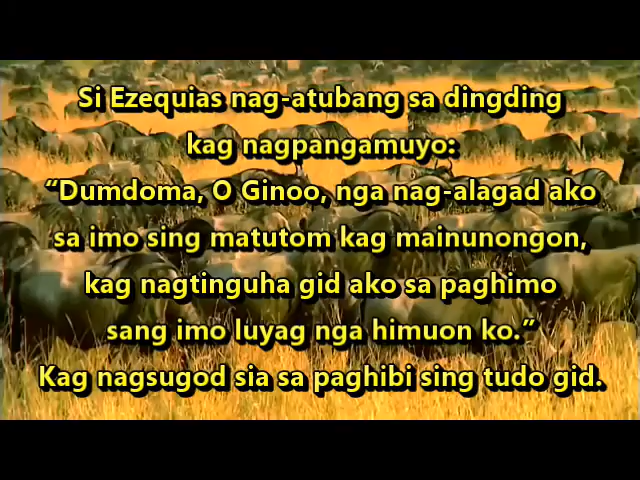 Si Ezequias nag-atubang sa dingding
kag nagpangamuyo:
“Dumdoma, O Ginoo, nga nag-alagad ako
sa imo sing matutom kag mainunongon,
kag nagtinguha gid ako sa paghimo
sang imo luyag nga himuon ko.”
Kag nagsugod sia sa paghibi sing tudo gid.